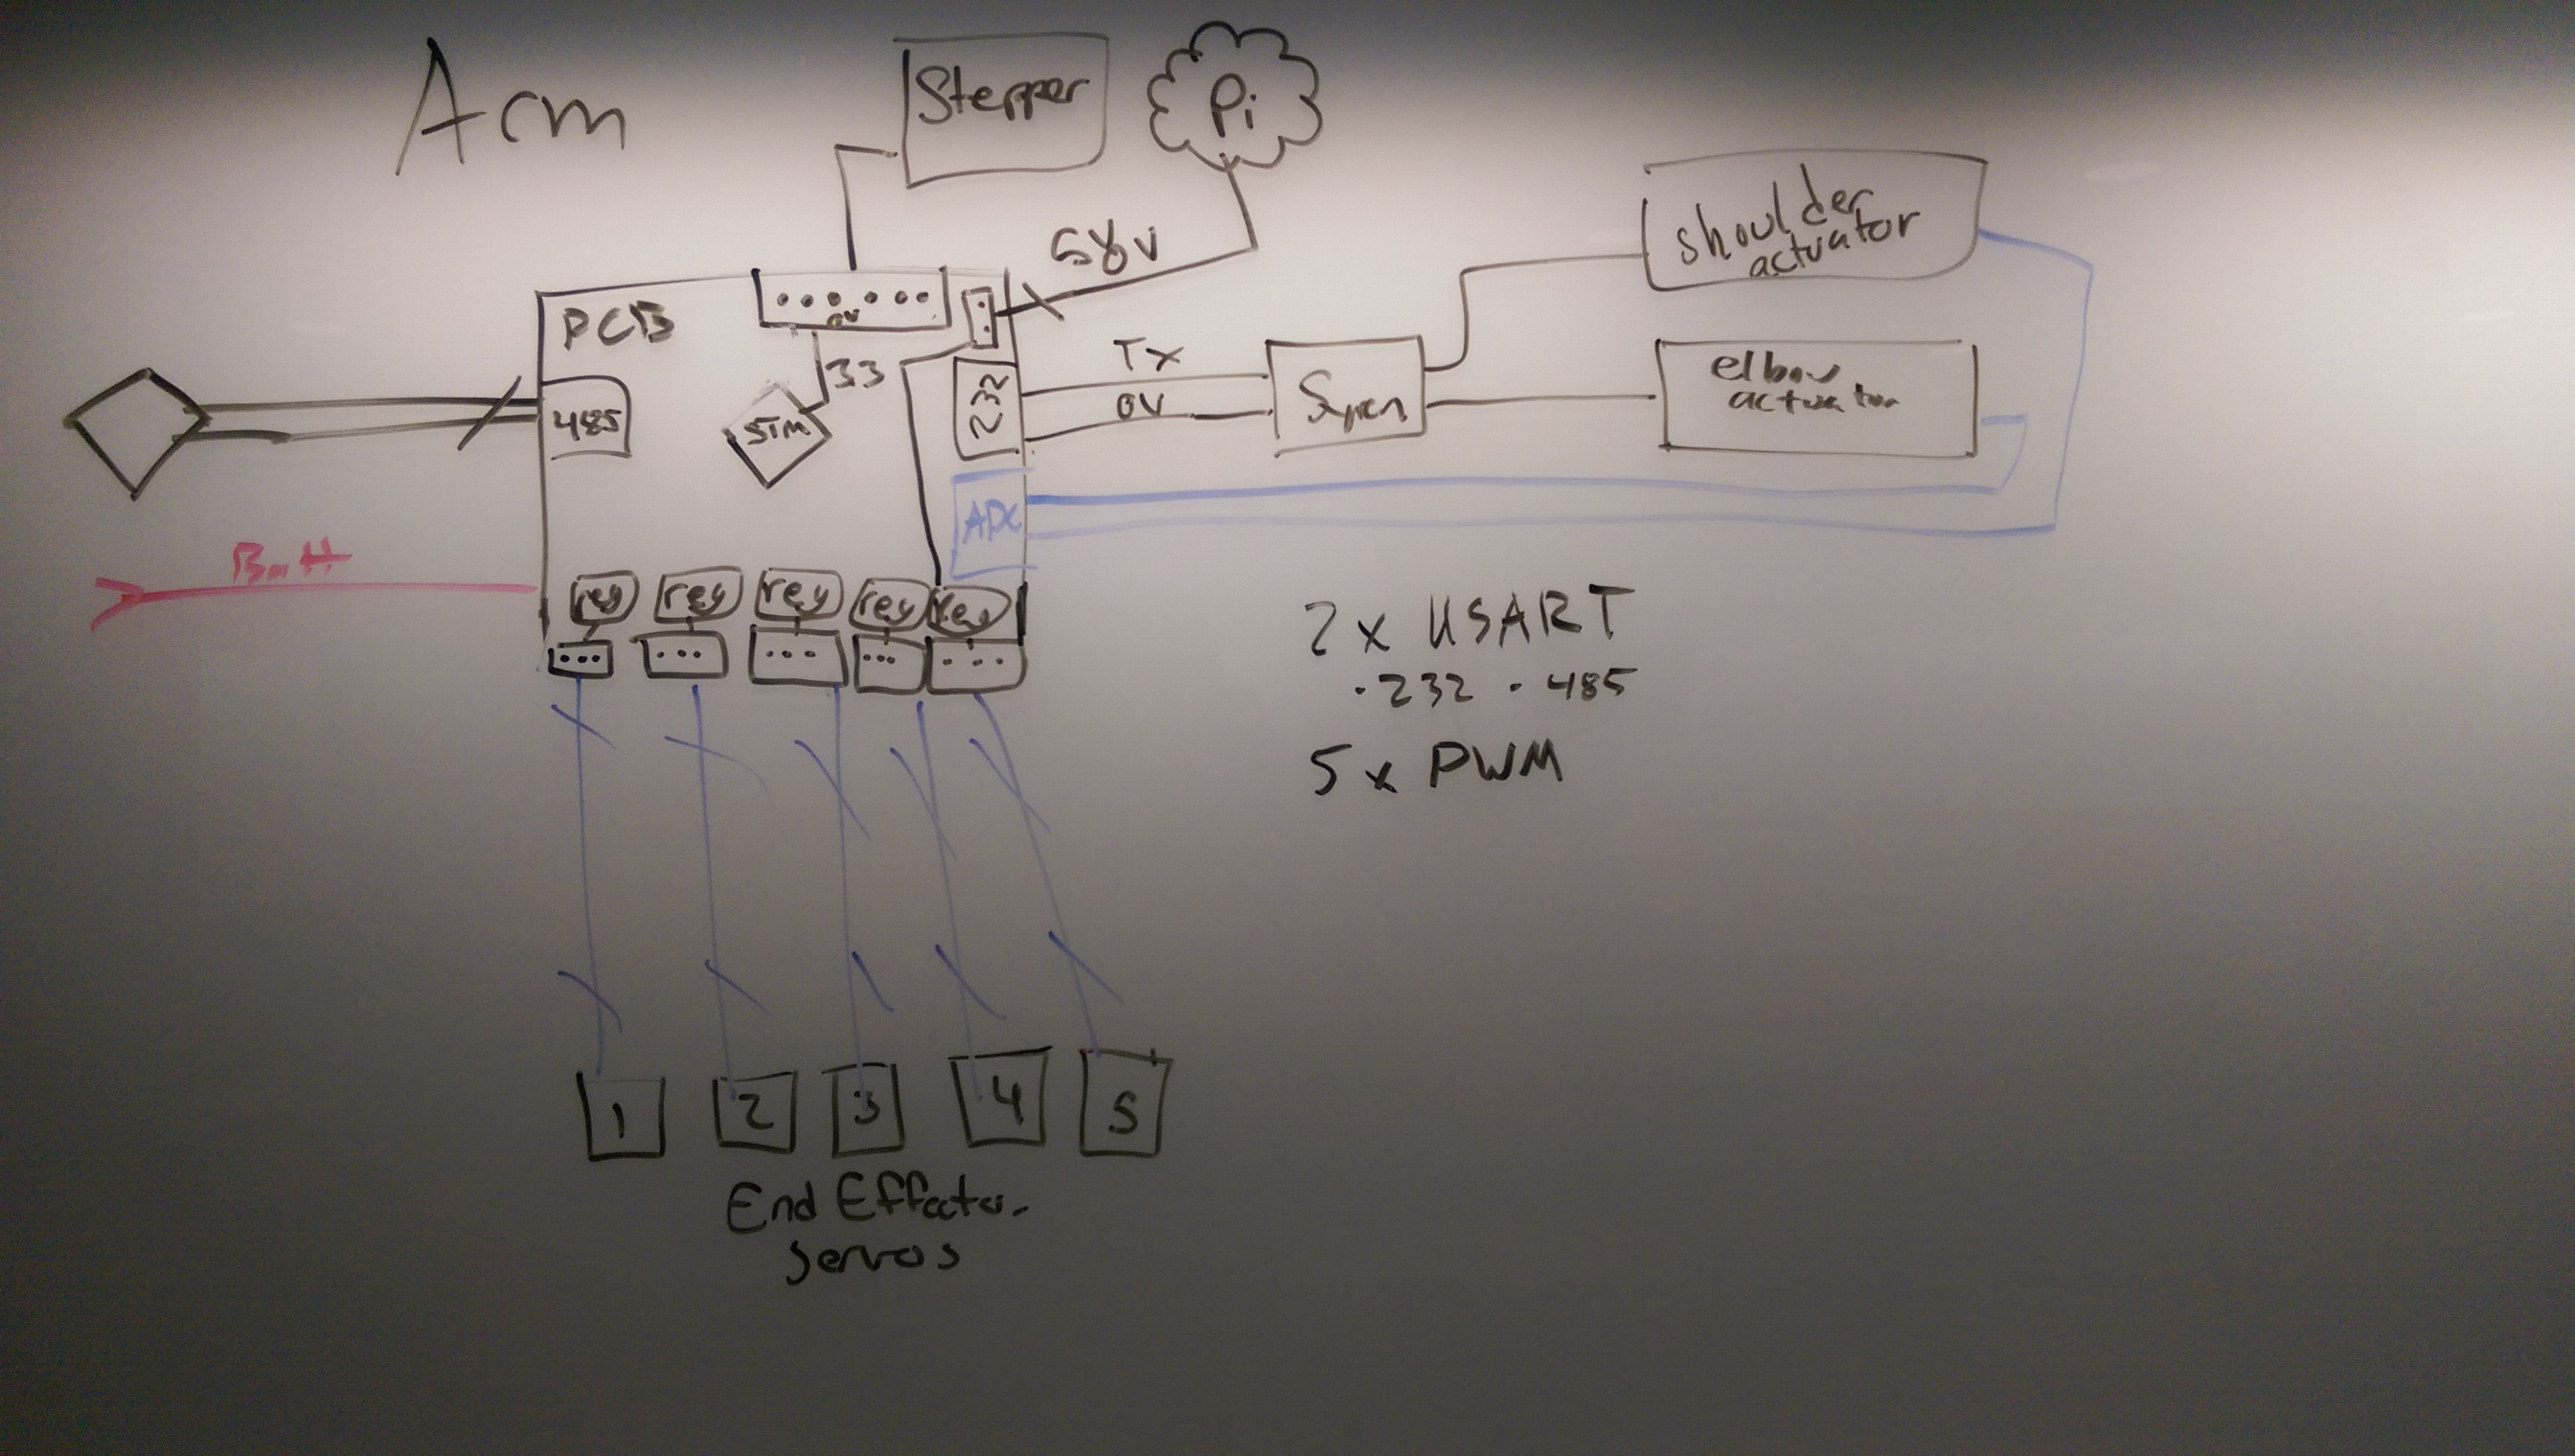 Arm
Stepper
Pi
PCB
0V
33
STM
485
232
Tx
0V
Syren
shoulder
actuator
elbow
actuator
ADC
Batt
reg
reg
reg
reg
reg
2x USART
·232 ·485
5x PWM
1
2
3
4
5
End Effector
Servos